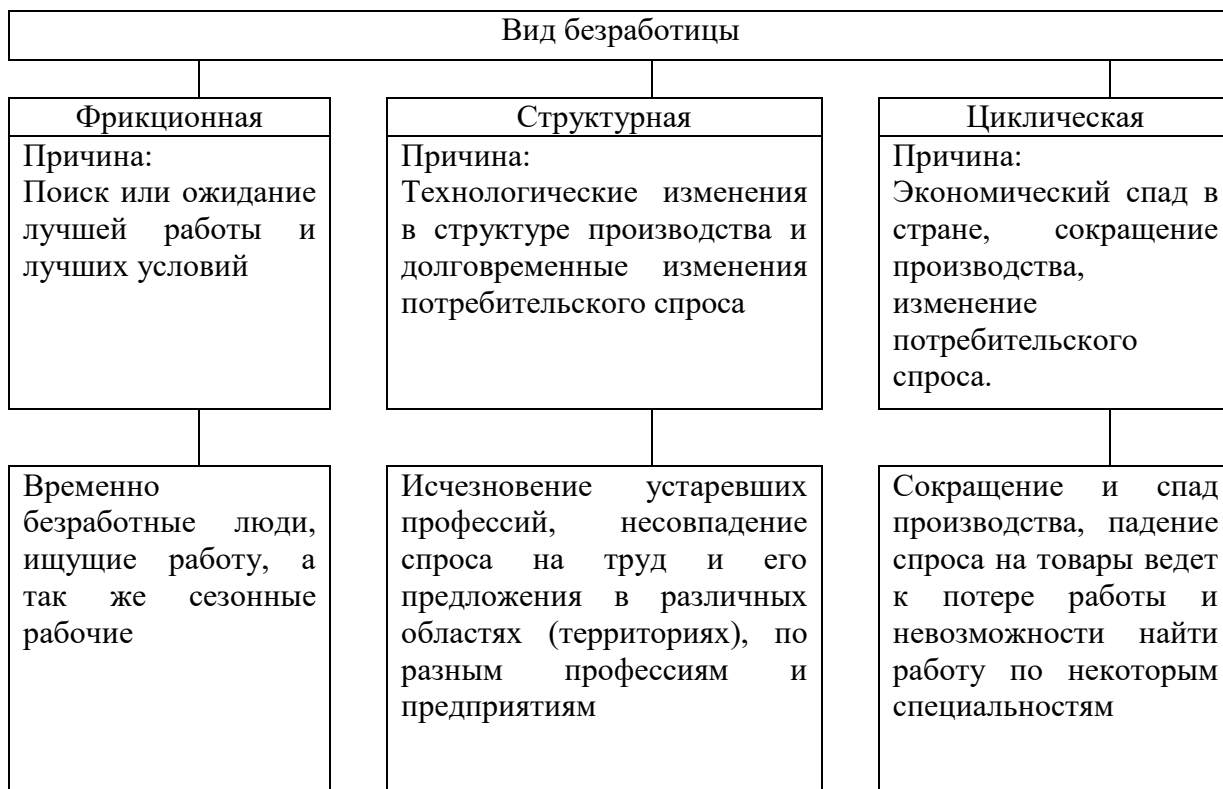 Вид безработицы
Фрикционная
Причина:
Поиск или ожидание
лучшей работы и
лучших условий
Временно
безработные люди,
ищущие работу, а
так же сезонные
рабочие
Структурная
Причина:
Технологические изменения
в структуре производства и
долговременные изменения
потребительского спроса
Исчезновение устаревших
профессий, несовпадение
спроса на труд и его
предложения в различных
областях (территориях), по
разным профессиям и
предприятиям
Циклическая
Причина:
Экономический спад в
стране, сокращение
производства,
изменение
потребительского
спроса.
Сокращение и спад
производства, падение
спроса на товары ведет
к потере работы и
невозможности найти
работу по некоторым
специальностям